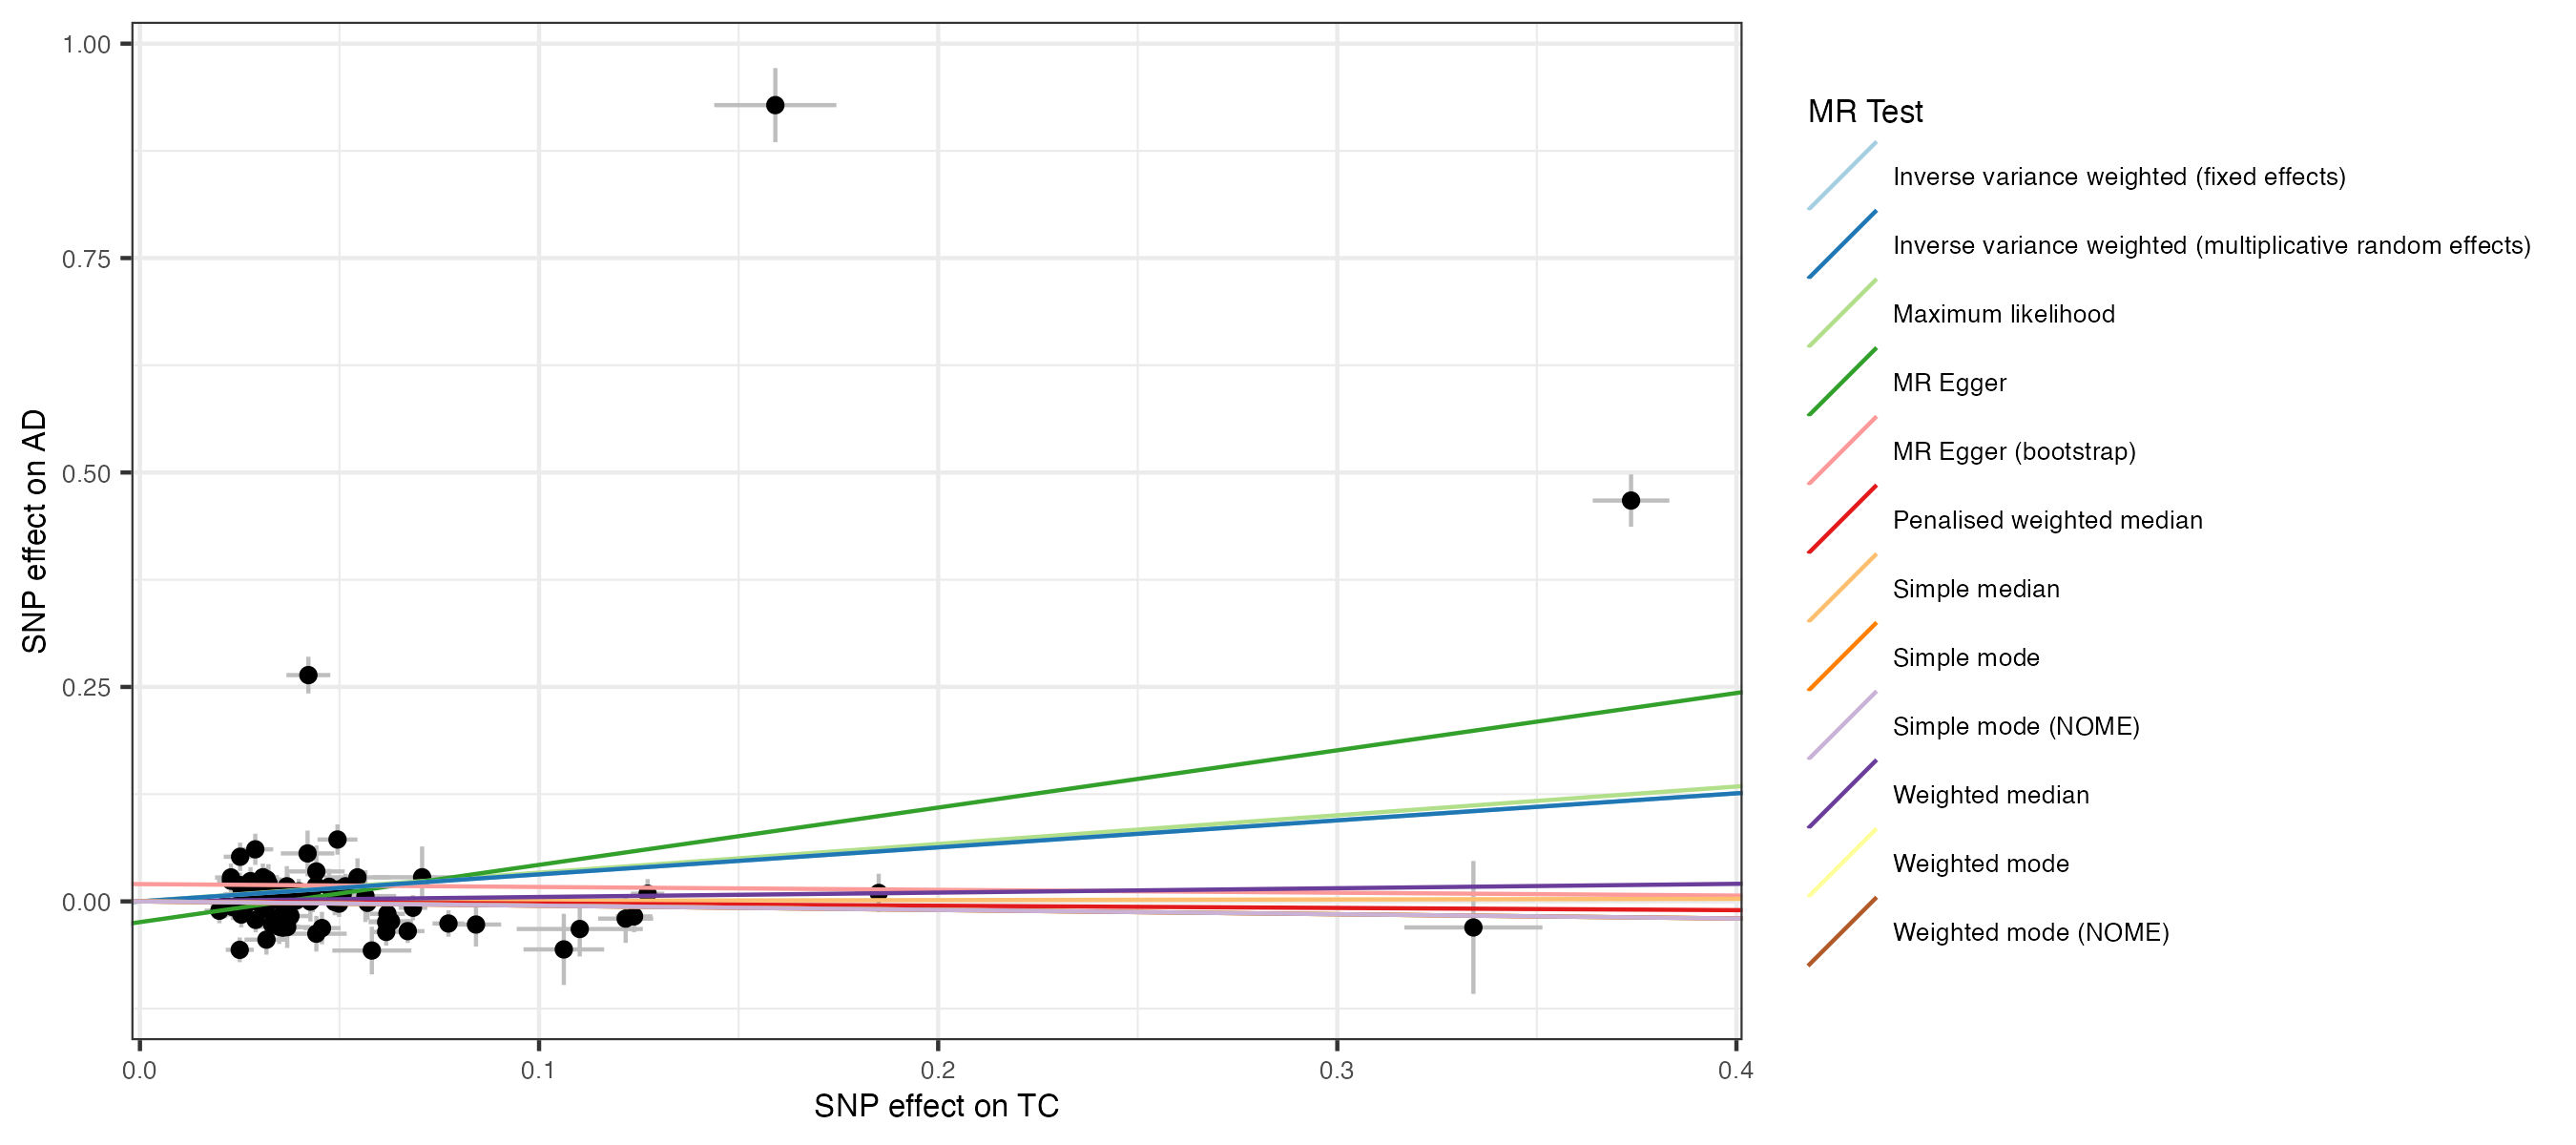 1.00
0.75
0.50
0.25
0.00
SNP effect on AD
0.0 0.1 0.2 0.3 0.4
SNP effect on TC
MR Test
Inverse variance weighted (fixed effects)
Inverse variance weighted (multiplicative random effects)
Maximum likelihood
MR Egger
MR Egger (bootstrap)
Penalised weighted median
Simple median
Simple mode
Simple mode (NOME)
Weighted median
Weighted mode
Weighted mode (NOME)